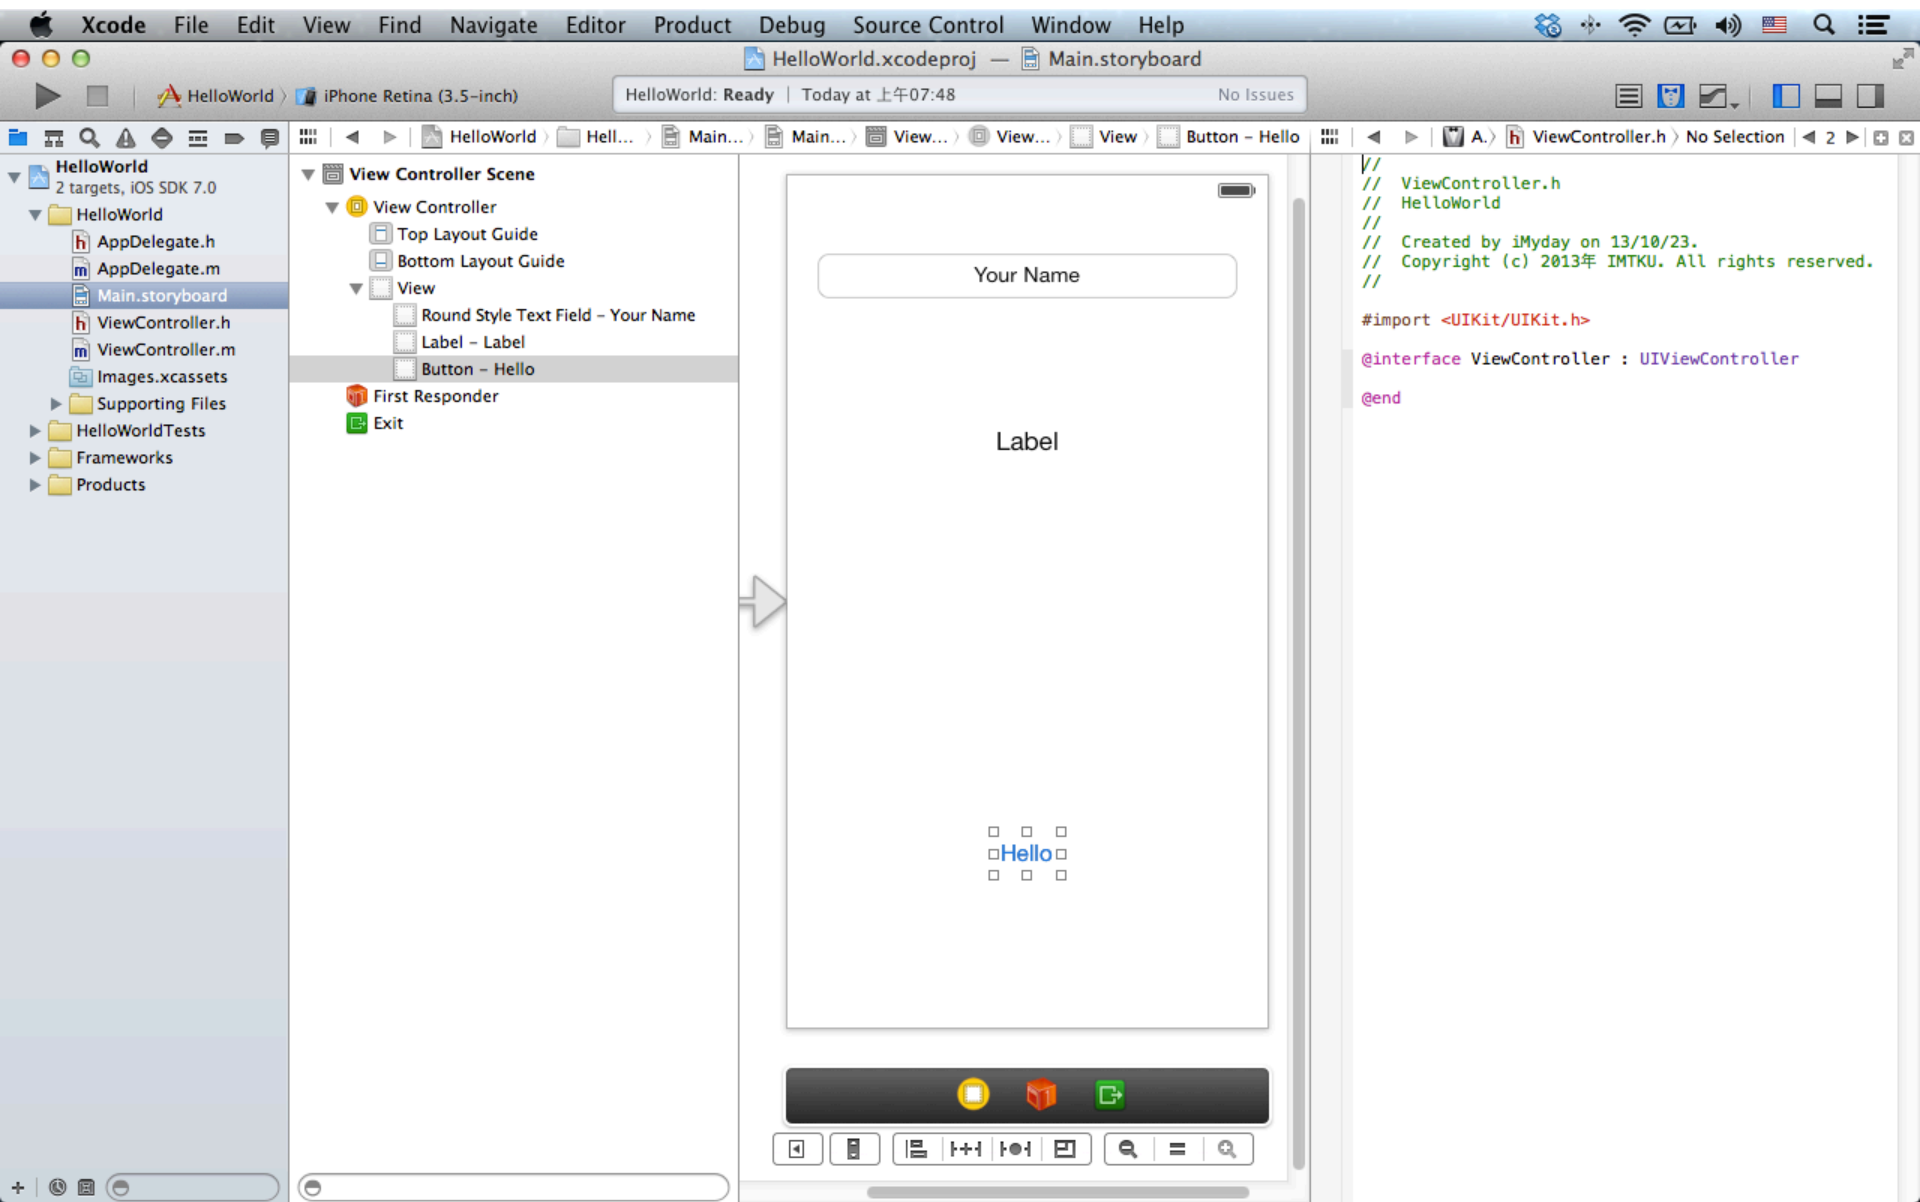 Xcode File Edit View Find Navigate Editor Product Debug Source Control Window Help
HelloWorld.xcodeproj — Main.storyboard
HelloWorld 〉 iPhone Retina (3.5-inch)
HelloWorld: Ready | Today at 上午07:48 No Issues
HelloWorld 〉 Hell... 〉 Main... 〉 Main... 〉 View... 〉 View... 〉 View 〉 Button – Hello
A. 〉 ViewController.h 〉 No Selection 2
HelloWorld
2 targets, iOS SDK 7.0
HelloWorld
AppDelegate.h
AppDelegate.m
Main.storyboard
ViewController.h
ViewController.m
Images.xcassets
Supporting Files
HelloWorldTests
Frameworks
Products
View Controller Scene
View Controller
Top Layout Guide
Bottom Layout Guide
View
Round Style Text Field – Your Name
Label – Label
Button – Hello
First Responder
Exit
Your Name
Label
Hello
//
// ViewController.h
// HelloWorld
//
// Created by iMyday on 13/10/23.
// Copyright (c) 2013年 IMTKU. All rights reserved.
//
#import <UIKit/UIKit.h>
@interface ViewController : UIViewController
@end